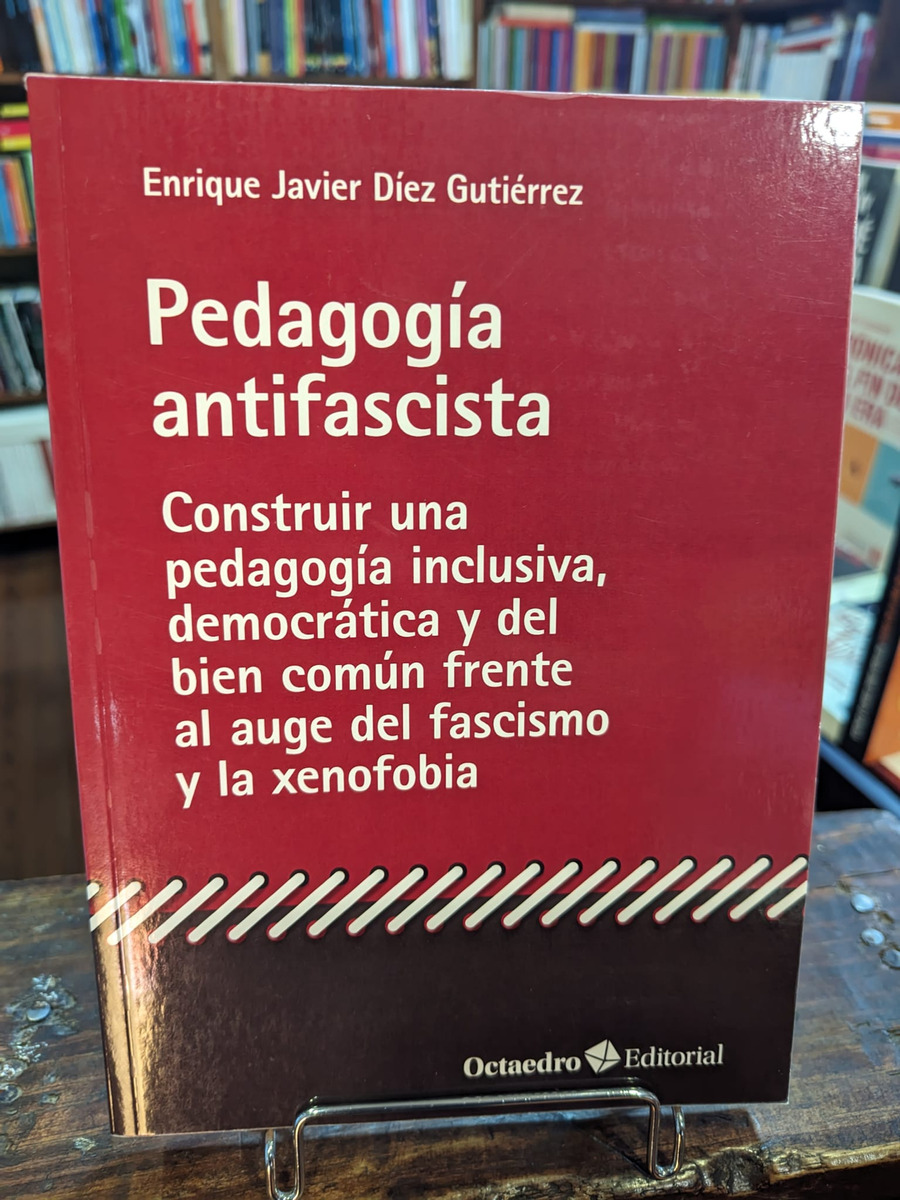 Enrique Javier Díez Gutiérrez
Pedagogía
antifascista
Construir una
pedagogía inclusiva,
democrática y del
bien común frente
al auge del fascismo
y la xenofobia
Octaedro Editorial